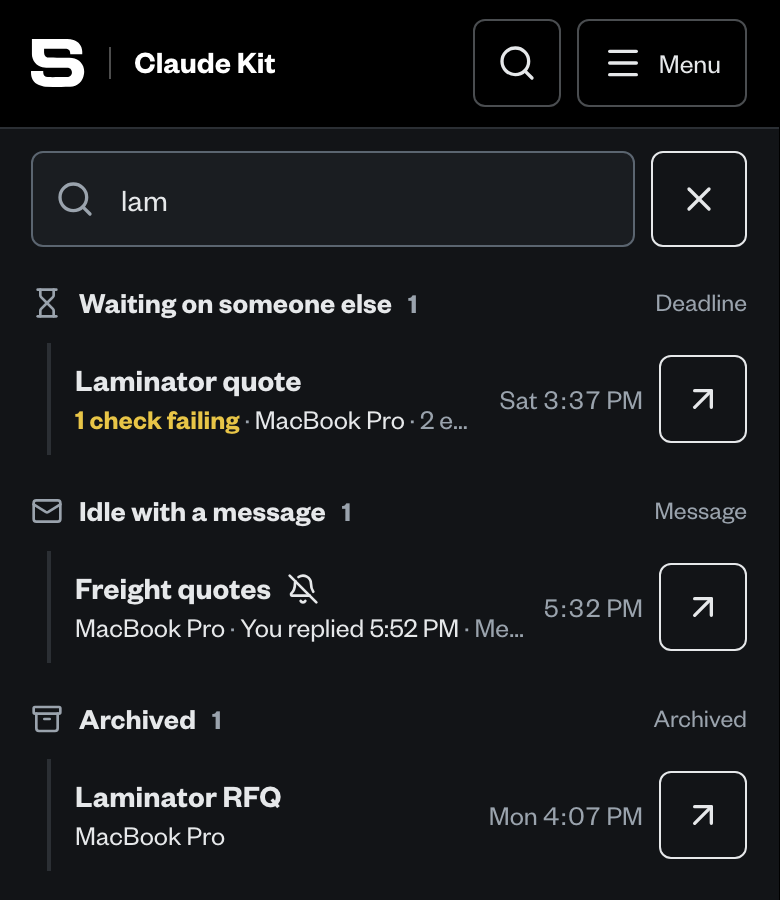 S Claude Kit Menu
lam
Waiting on someone else 1 Deadline
Laminator quote
1 check failing · MacBook Pro · 2 e... Sat 3:37 PM
Idle with a message 1 Message
Freight quotes
MacBook Pro · You replied 5:52 PM · Me... 5:32 PM
Archived 1 Archived
Laminator RFQ
MacBook Pro Mon 4:07 PM